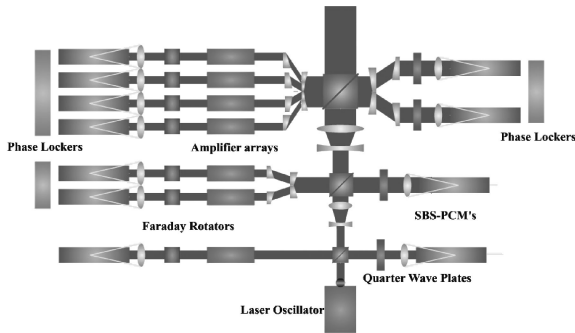 Phase Lockers
Amplifier arrays
Phase Lockers
Faraday Rotators
SBS-PCM's
Quarter Wave Plates
Laser Oscillator